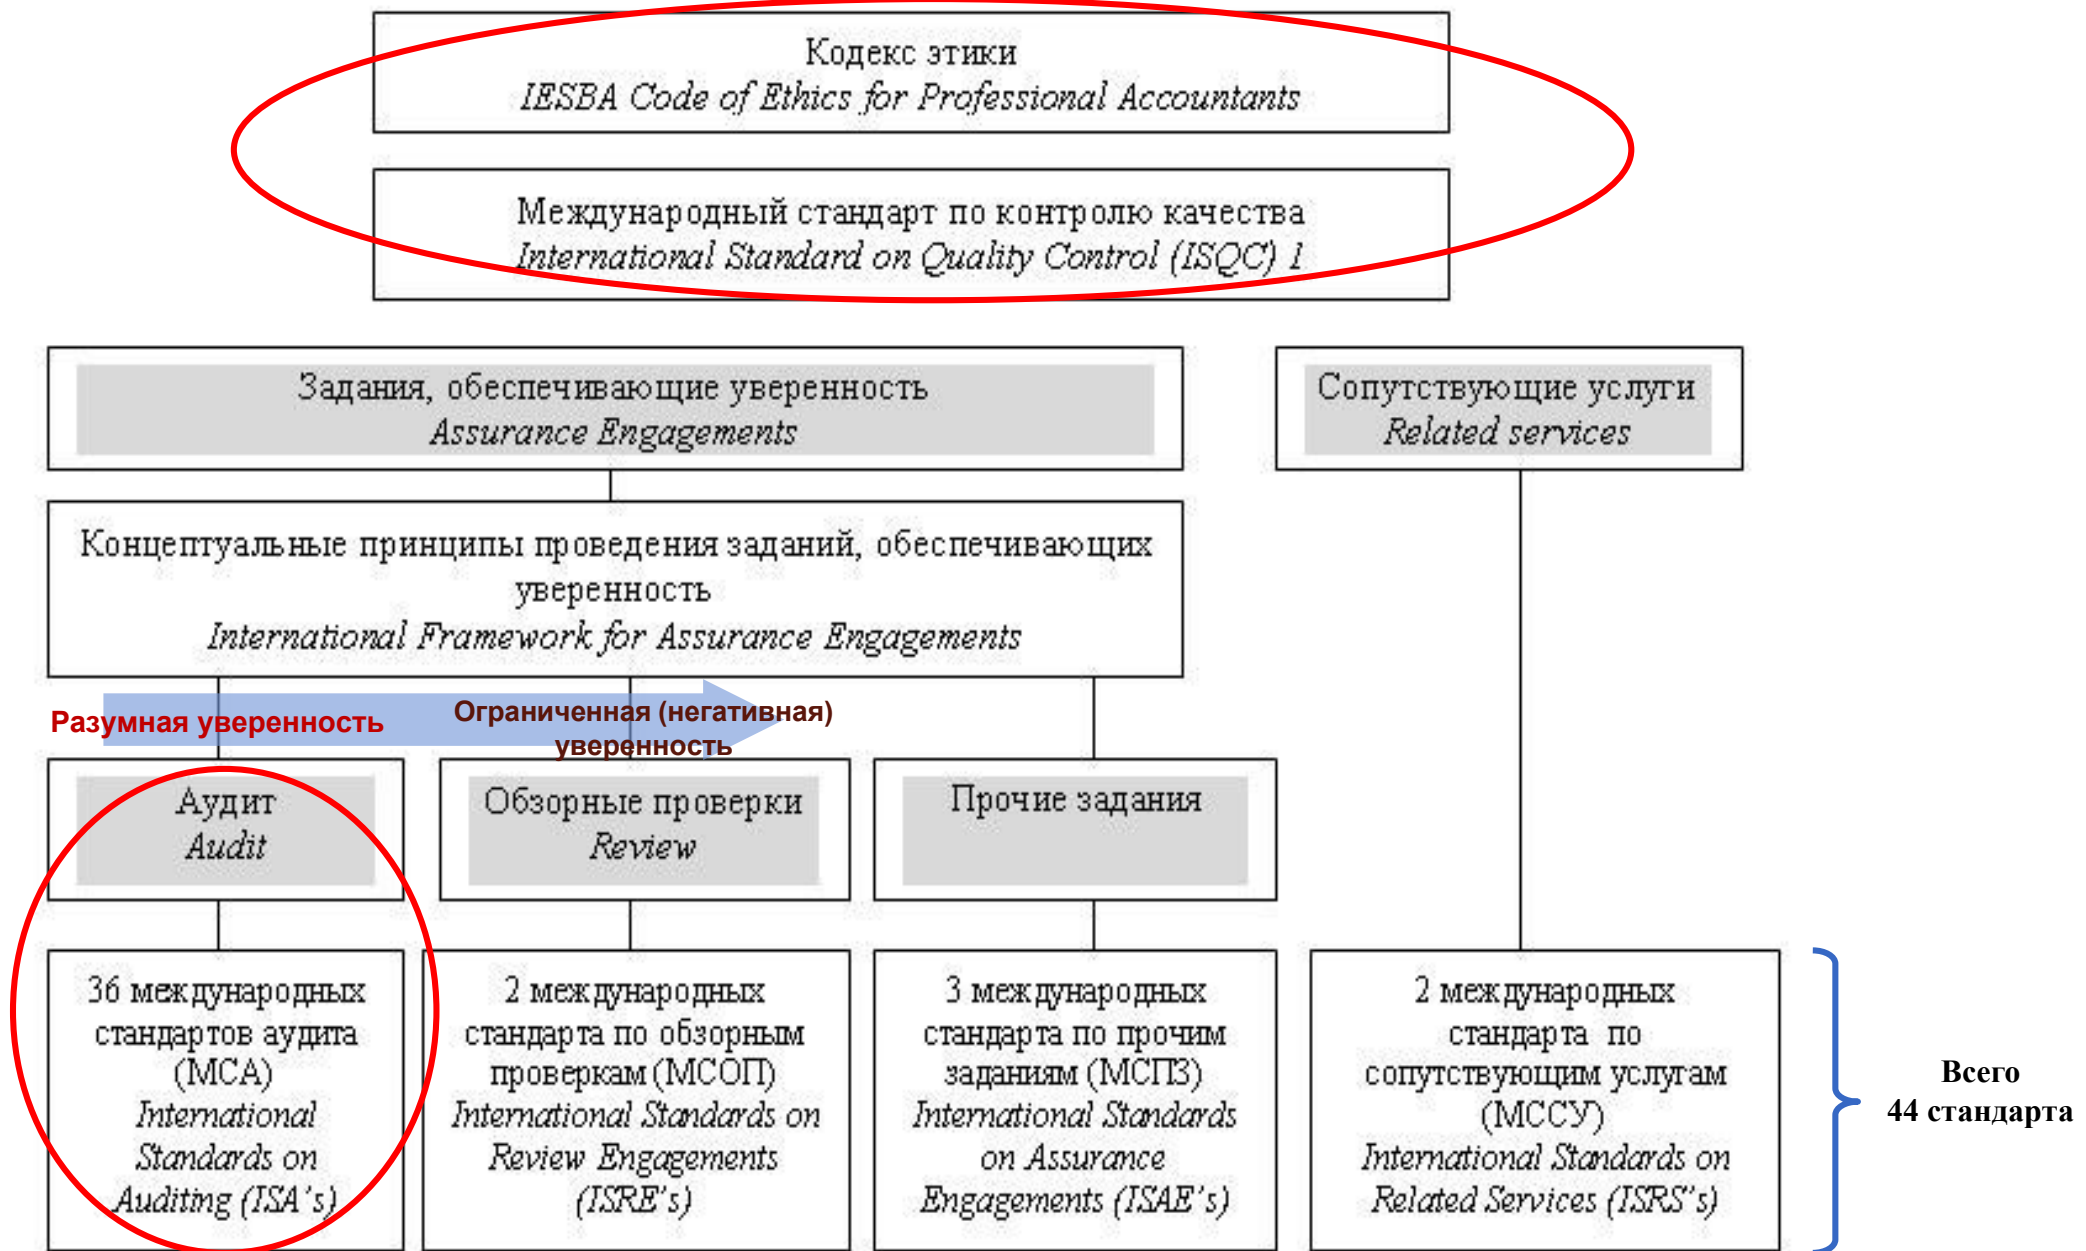 Кодекс этики
IESBA Code of Ethics for Professional Accountants
Международный стандарт по контролю качества
International Standard on Quality Control (ISQC) 1
Задания, обеспечивающие уверенность
Assurance Engagements
Сопутствующие услуги
Related services
Концептуальные принципы проведения заданий, обеспечивающих
уверенность
International Framework for Assurance Engagements
Разумная уверенность
Ограниченная (негативная)
уверенность
Аудит
Audit
Обзорные проверки
Review
Прочие задания
36 международных
стандартов аудита
(МСА)
International
Standards on
Auditing (ISA's)
2 международных
стандарта по обзорным
проверкам (МСОП)
International Standards on
Review Engagements
(ISRE's)
3 международных
стандарта по прочим
заданиям (МСПЗ)
International Standards
on Assurance
Engagements (ISAE's)
2 международных
стандарта по
сопутствующим услугам
(МССУ)
International Standards on
Related Services (ISRS's)
Всего
44 стандарта